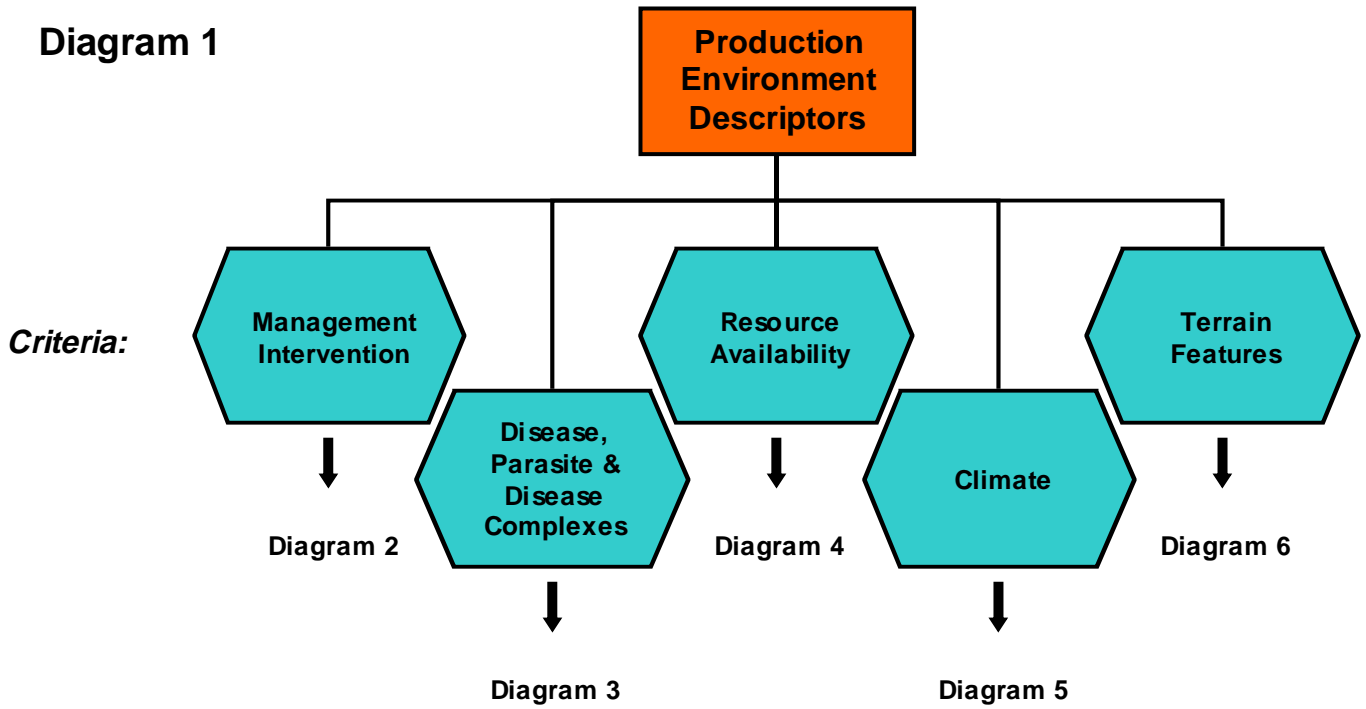 Diagram 1
Production
Environment
Descriptors
Criteria:
Management
Intervention
Resource
Availability
Terrain
Features
Disease,
Parasite &
Disease
Complexes
Climate
Diagram 2
Diagram 4
Diagram 6
Diagram 3
Diagram 5